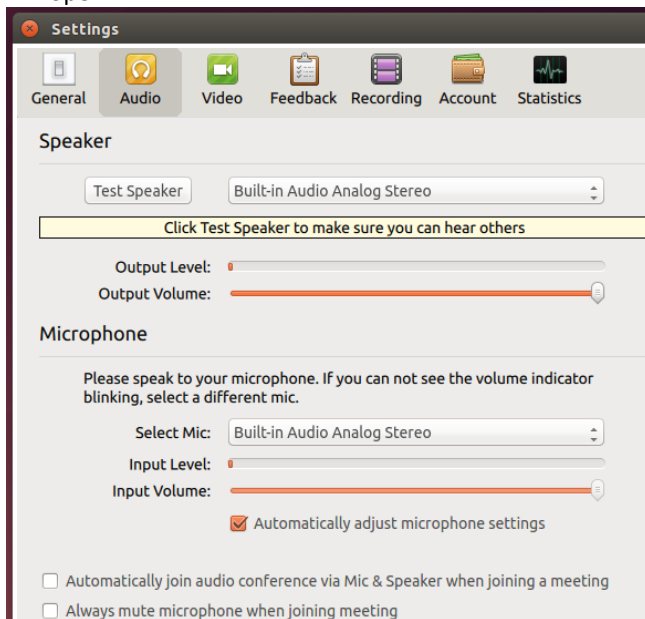 Settings
General Audio Video Feedback Recording Account Statistics
Speaker
Test Speaker Built-in Audio Analog Stereo
Click Test Speaker to make sure you can hear others
Output Level:
Output Volume:
Microphone
Please speak to your microphone. If you can not see the volume indicator
blinking, select a different mic.
Select Mic: Built-in Audio Analog Stereo
Input Level:
Input Volume:
Automatically adjust microphone settings
Automatically join audio conference via Mic & Speaker when joining a meeting
Always mute microphone when joining meeting